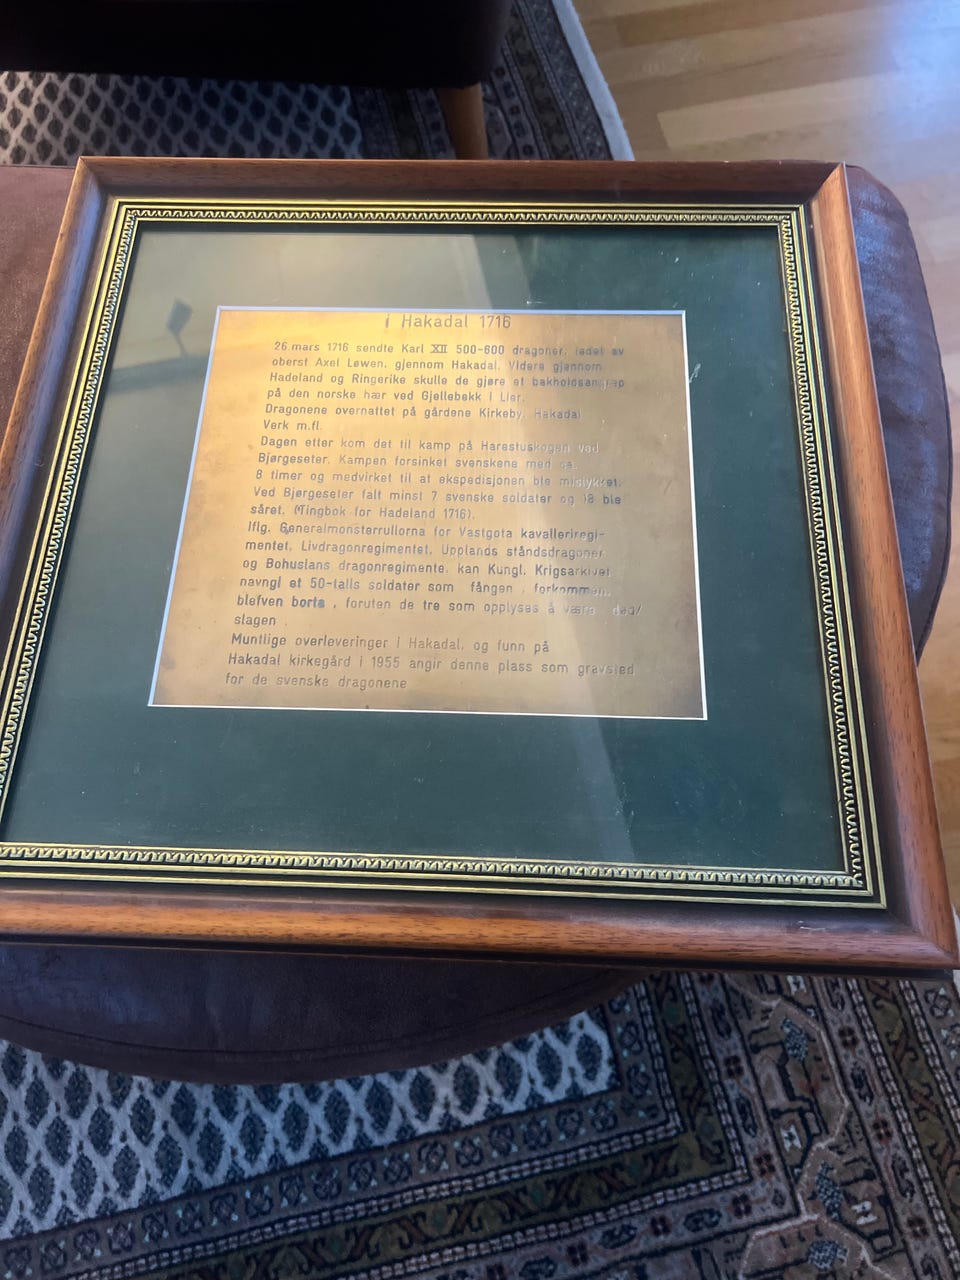 i Hakadal 1716
26.mars 1716 sendte Karl XII 500-600 dragoner, ledet av
oberst Axel Løwen, gjennom Hakadal. Videre gjennom
Hadeland og Ringerike skulle de gjøre et bakholdsangrep
på den norske hær ved Gjellebekk i Lier.
Dragonene overnattet på gårdene Kirkeby, Hakadal
Verk m.fl.
Dagen etter kom det til kamp på Harestuskogen ved
Bjørgeseter. Kampen forsinket svenskene med ca.
8 timer og medvirket til at ekspedisjonen ble mislykket.
Ved Bjørgeseter falt minst 7 svenske soldater og 18 ble
såret. (Tingbok for Hadeland 1716).
Iflg. Generalmonsterrullorna for Vastgota kavalleriregi-
mentet, Livdragonregimentet, Upplands ståndsdragoner
og Bohuslans dragonregimente, kan Kungl. Krigsarkivet
navngi et 50-talls soldater som fången , forkommen,
blefven borta , foruten de tre som opplyses å være død/
slagen .
Muntlige overleveringer i Hakadal, og funn på
Hakadal kirkegård i 1955 angir denne plass som gravsted
for de svenske dragonene